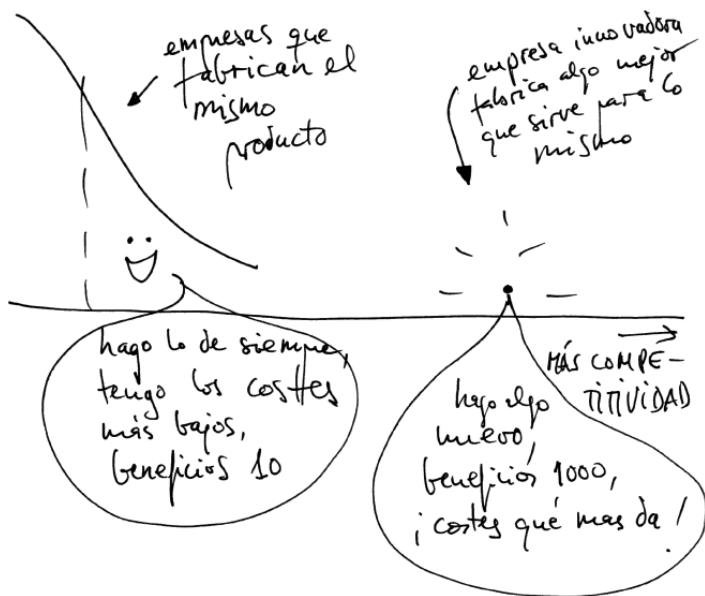 empresas que
fabrican el
mismo
producto
empresa innovadora
fabrica algo mejor
que sirve para lo
mismo
hago lo de siempre,
tengo los costes
más bajos,
beneficios 10
MÁS COMPE-
TITIVIDAD
hago algo
nuevo,
beneficios 1000,
¡costes qué mas da!